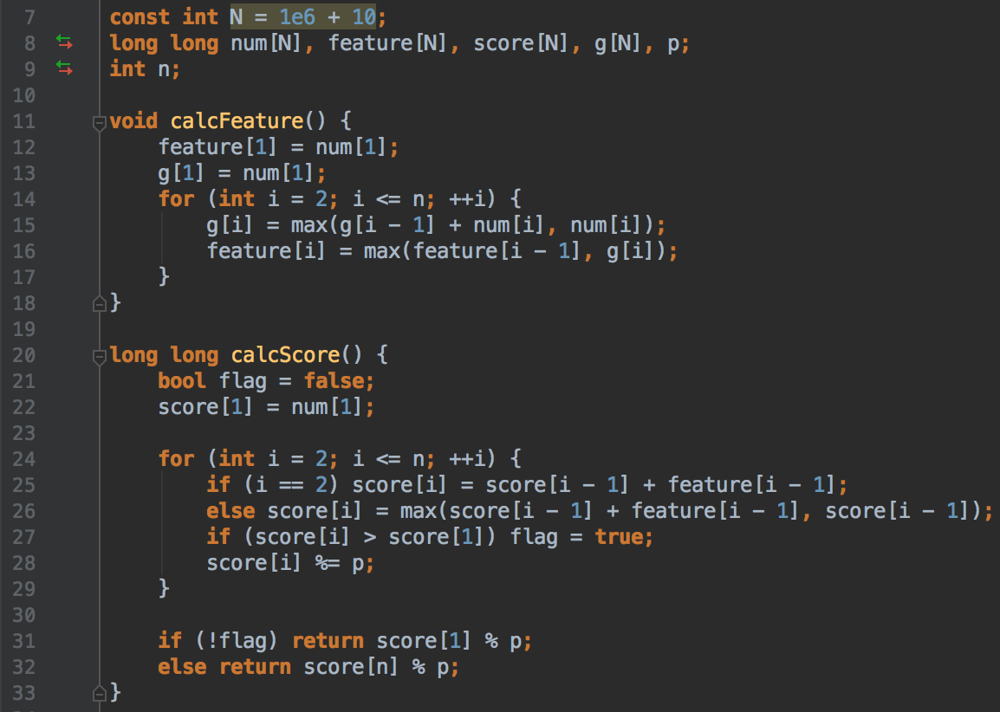 7 const int N = 1e6 + 10;
8 long long num[N], feature[N], score[N], g[N], p;
9 int n;
10
11 void calcFeature() {
12     feature[1] = num[1];
13     g[1] = num[1];
14     for (int i = 2; i <= n; ++i) {
15         g[i] = max(g[i - 1] + num[i], num[i]);
16         feature[i] = max(feature[i - 1], g[i]);
17     }
18 }
19
20 long long calcScore() {
21     bool flag = false;
22     score[1] = num[1];
23
24     for (int i = 2; i <= n; ++i) {
25         if (i == 2) score[i] = score[i - 1] + feature[i - 1];
26         else score[i] = max(score[i - 1] + feature[i - 1], score[i - 1]);
27         if (score[i] > score[1]) flag = true;
28         score[i] %= p;
29     }
30
31     if (!flag) return score[1] % p;
32     else return score[n] % p;
33 }